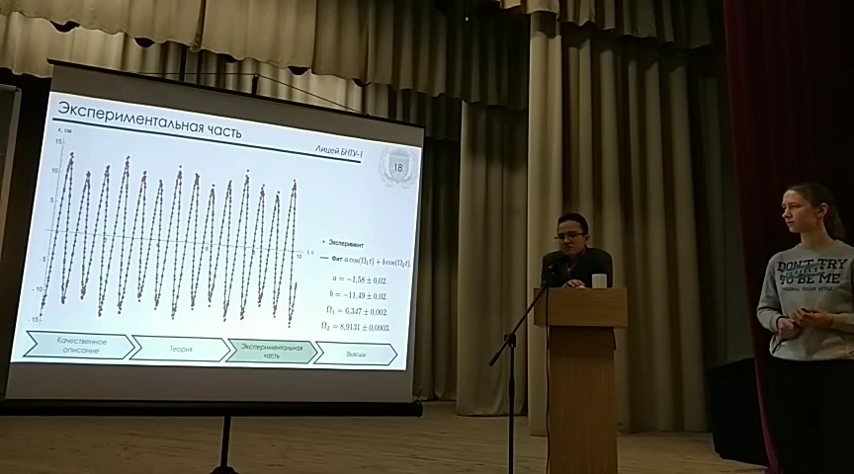 Экспериментальная часть
Лицей БНТУ-1
18
x, см
15
10
5
-5
-10
-15
10
t, c
Эксперимент
Фит a cos(Ω₁t) + b cos(Ω₂t).
a = -1,58 ± 0,02.
b = -11,49 ± 0,02.
Ω₁ = 6,347 ± 0,002.
Ω₂ = 8,9131 ± 0,0003.
Качественное
описание
Теория
Экспериментальная
часть
Выводы
DON'T TRY
TO BE ME